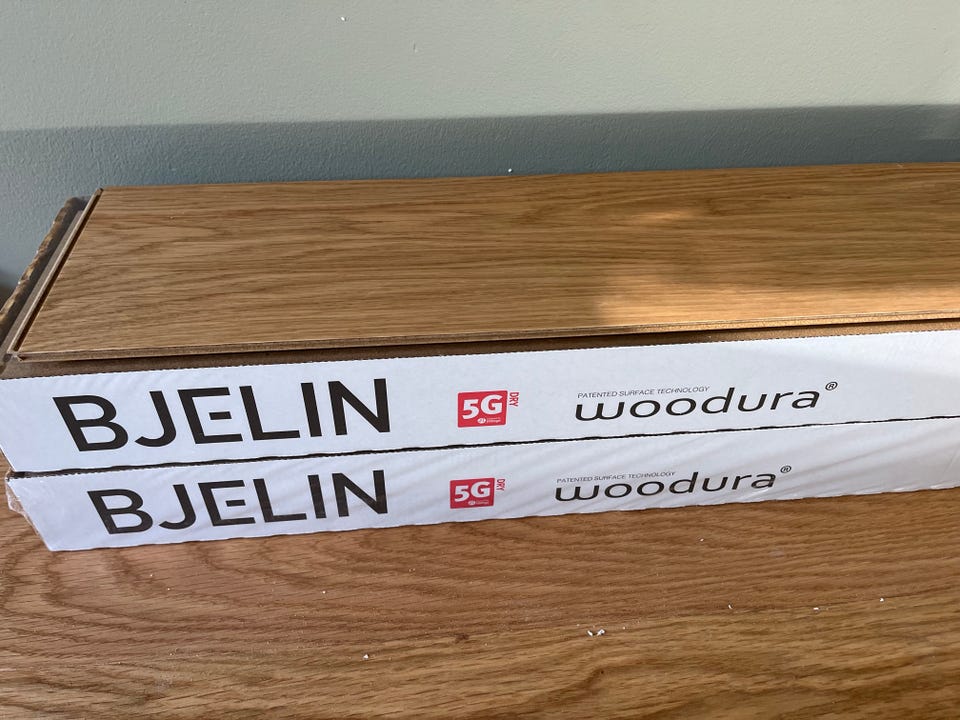 BJELIN
5G
DRY
PATENTED SURFACE TECHNOLOGY
woodura®
BJELIN
5G
DRY
PATENTED SURFACE TECHNOLOGY
woodura®